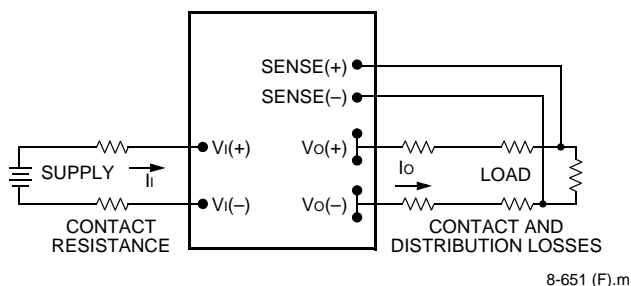 SENSE(+)
SENSE(–)
SUPPLY
II
VI(+)
VO(+)
IO
LOAD
VI(–)
VO(–)
CONTACT
RESISTANCE
CONTACT AND
DISTRIBUTION LOSSES
8-651 (F).m